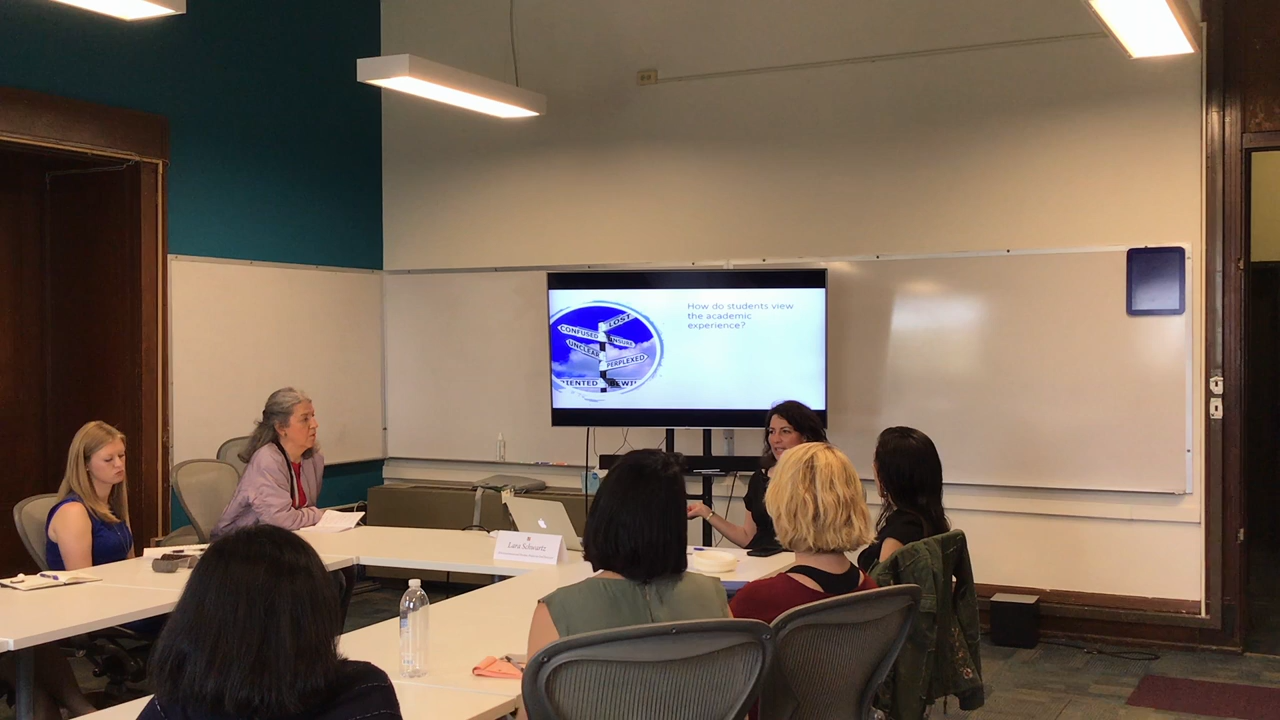 How do students view
the academic
experience?
LOST
CONFUSED
UNSURE
UNCLEAR
PERPLEXED
Lara Schwartz